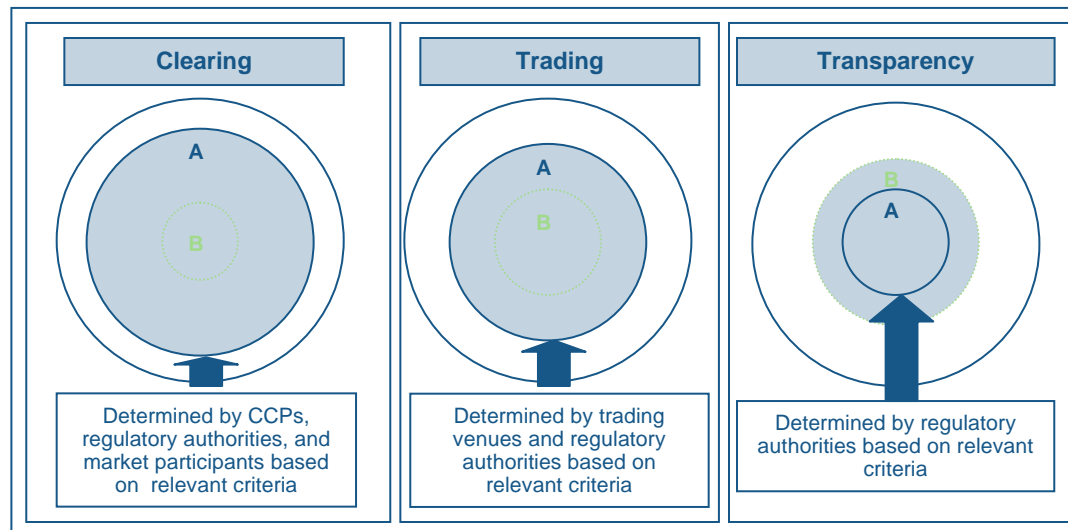 Clearing
A
B
Determined by CCPs,
regulatory authorities, and
market participants based
on relevant criteria
Trading
A
B
Determined by trading
venues and regulatory
authorities based on
relevant criteria
Transparency
B
A
Determined by regulatory
authorities based on relevant
criteria